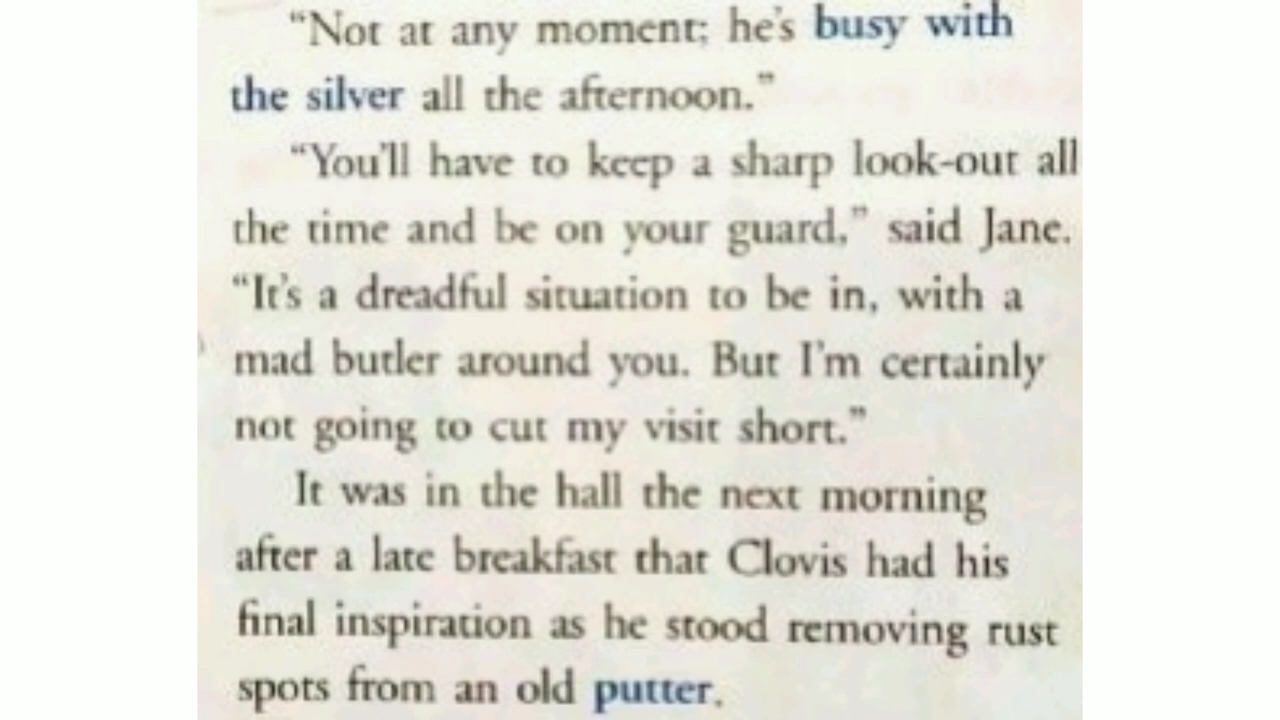 “Not at any moment; he’s busy with
the silver all the afternoon.”
“You’ll have to keep a sharp look-out all
the time and be on your guard,” said Jane.
“It’s a dreadful situation to be in, with a
mad butler around you. But I’m certainly
not going to cut my visit short.”
It was in the hall the next morning
after a late breakfast that Clovis had his
final inspiration as he stood removing rust
spots from an old putter.